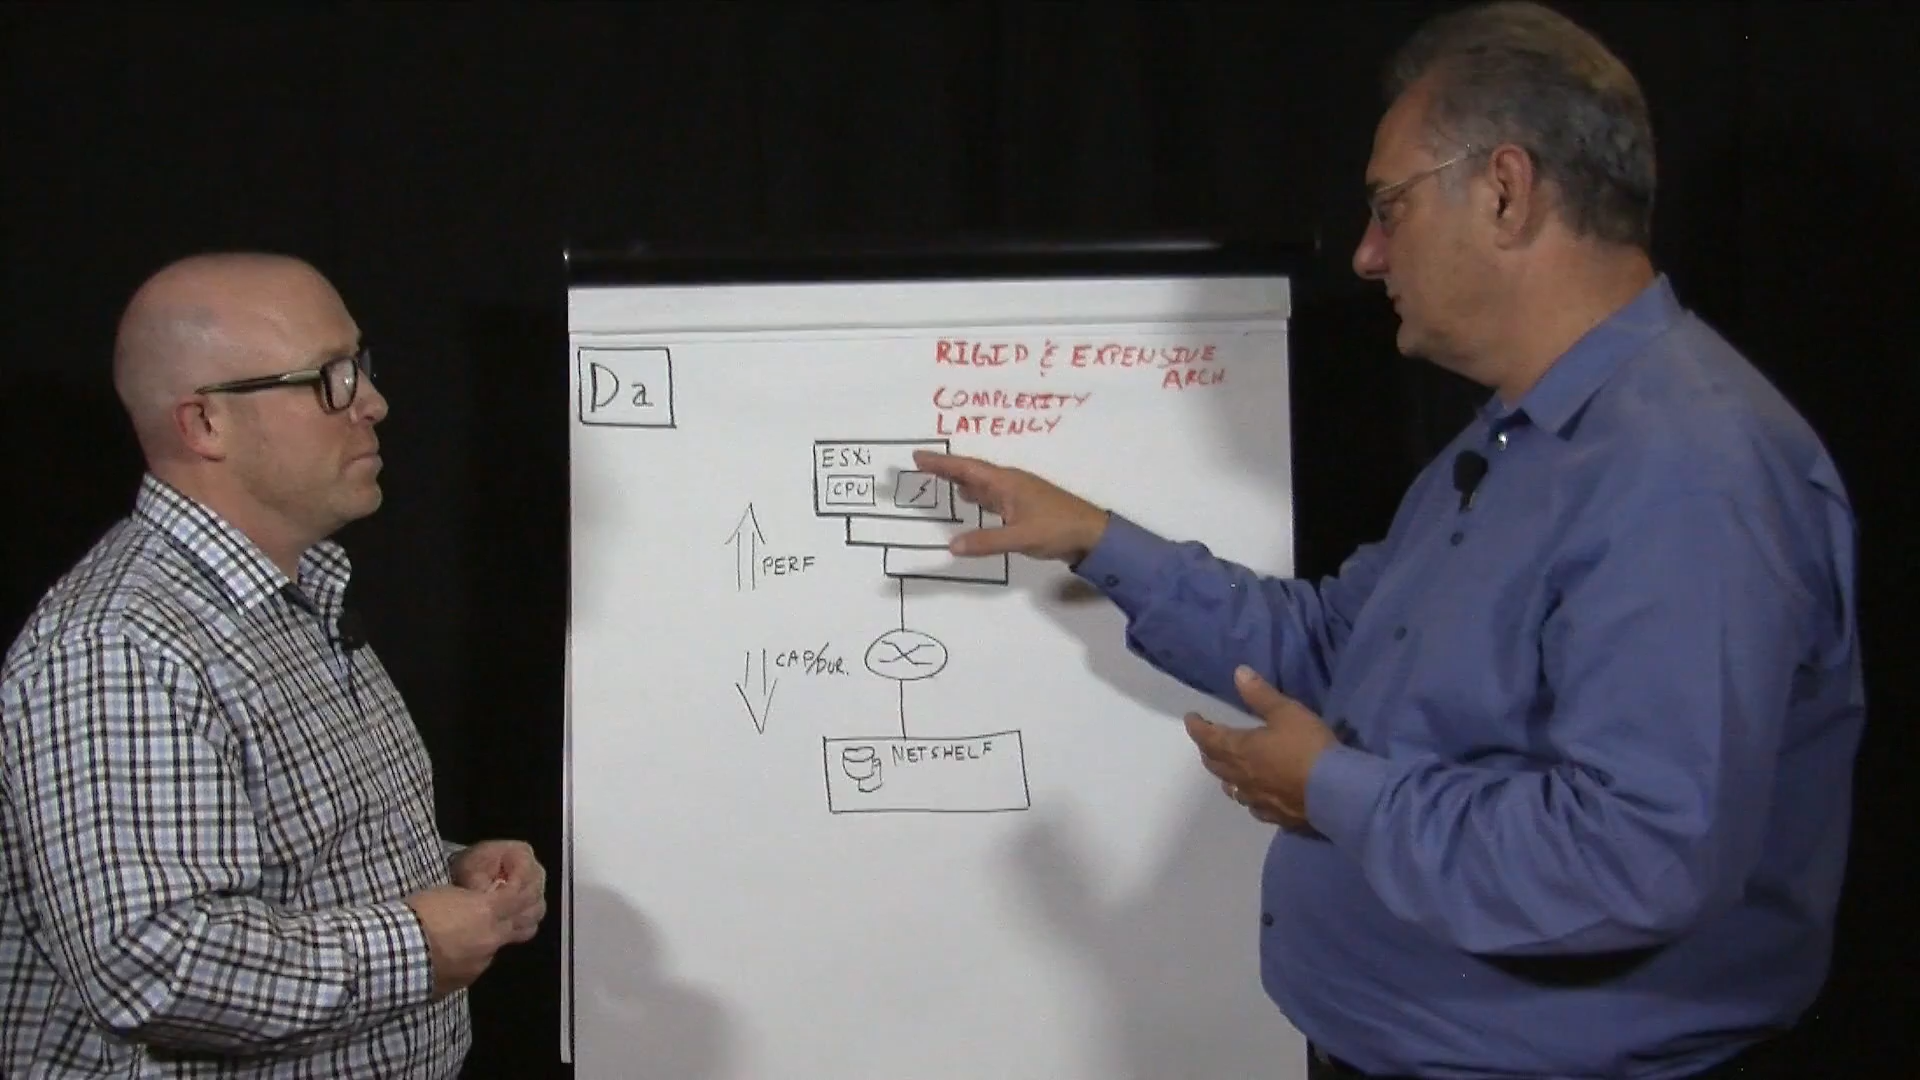 RIGID & EXPENSIVE
ARCH
Da
COMPLEXITY
LATENCY
ESXi
CPU
PERF
CAP/DUR.
NETSHELF